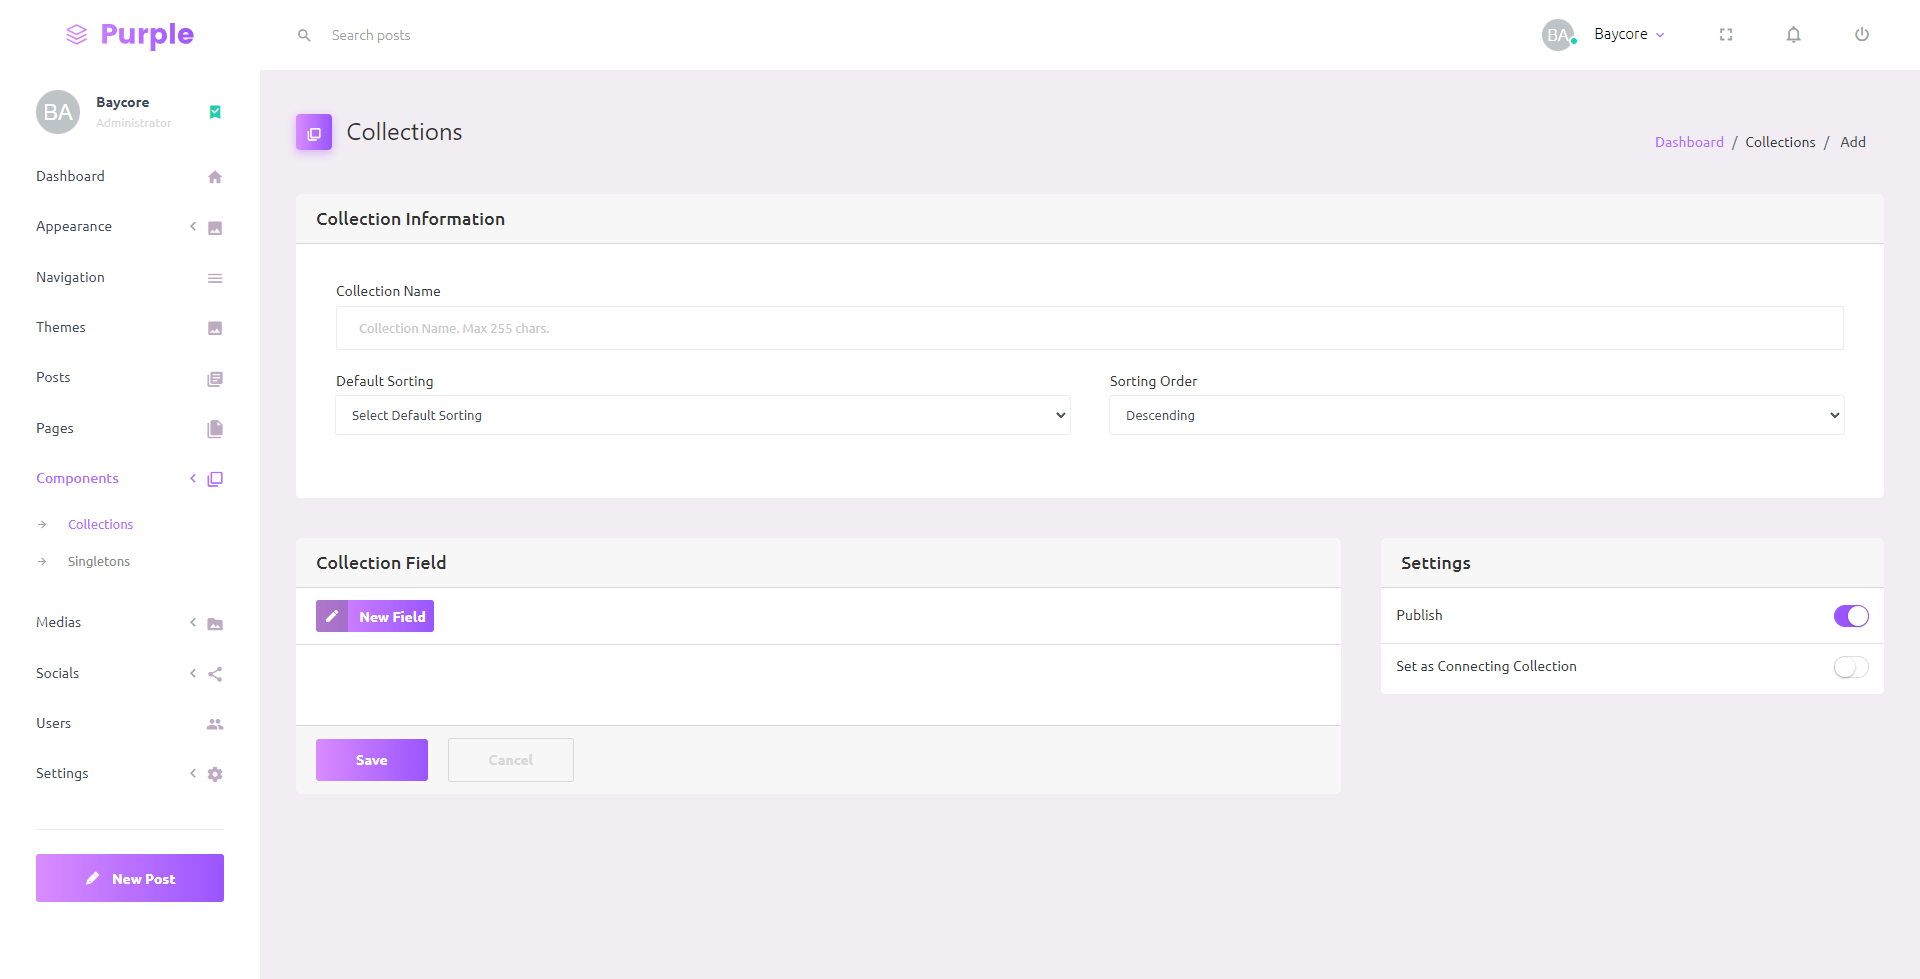 Purple
Search posts
BA
Baycore
BA
Baycore
Administrator
Dashboard
Appearance
Navigation
Themes
Posts
Pages
Components
Collections
Singletons
Medias
Socials
Users
Settings
New Post
Collections
Dashboard / Collections / Add
Collection Information
Collection Name
Collection Name. Max 255 chars.
Default Sorting
Sorting Order
Select Default Sorting
Descending
Collection Field
New Field
Save
Cancel
Settings
Publish
Set as Connecting Collection